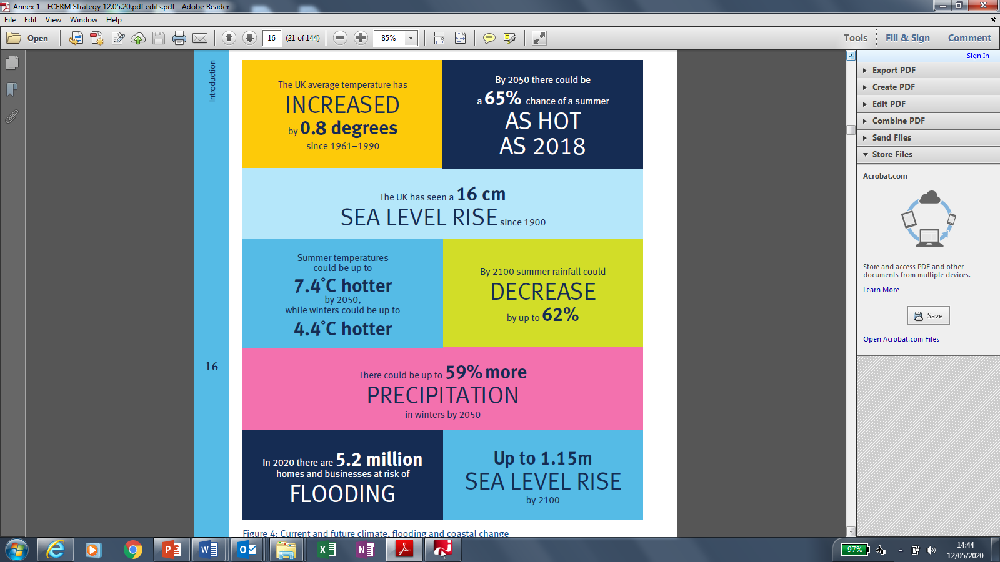 Annex 1 - FCERM Strategy 12.05.20.pdf edits.pdf - Adobe Reader
File Edit View Window Help
Open 16 (21 of 144) 85% Tools Fill & Sign Comment
Sign In
Export PDF
Create PDF
Edit PDF
Combine PDF
Send Files
Store Files
Acrobat.com
Store and access PDF and other
documents from multiple devices.
Learn More
Save
Open Acrobat.com Files
Introduction
16
The UK average temperature has
INCREASED
by 0.8 degrees
since 1961–1990
By 2050 there could be
a 65% chance of a summer
AS HOT
AS 2018
The UK has seen a 16 cm
SEA LEVEL RISE since 1900
Summer temperatures
could be up to
7.4°C hotter
by 2050,
while winters could be up to
4.4°C hotter
By 2100 summer rainfall could
DECREASE
by up to 62%
There could be up to 59% more
PRECIPITATION
in winters by 2050
In 2020 there are 5.2 million
homes and businesses at risk of
FLOODING
Up to 1.15m
SEA LEVEL RISE
by 2100
Figure 4: Current and future climate, flooding and coastal change
97%
14:44
12/05/2020